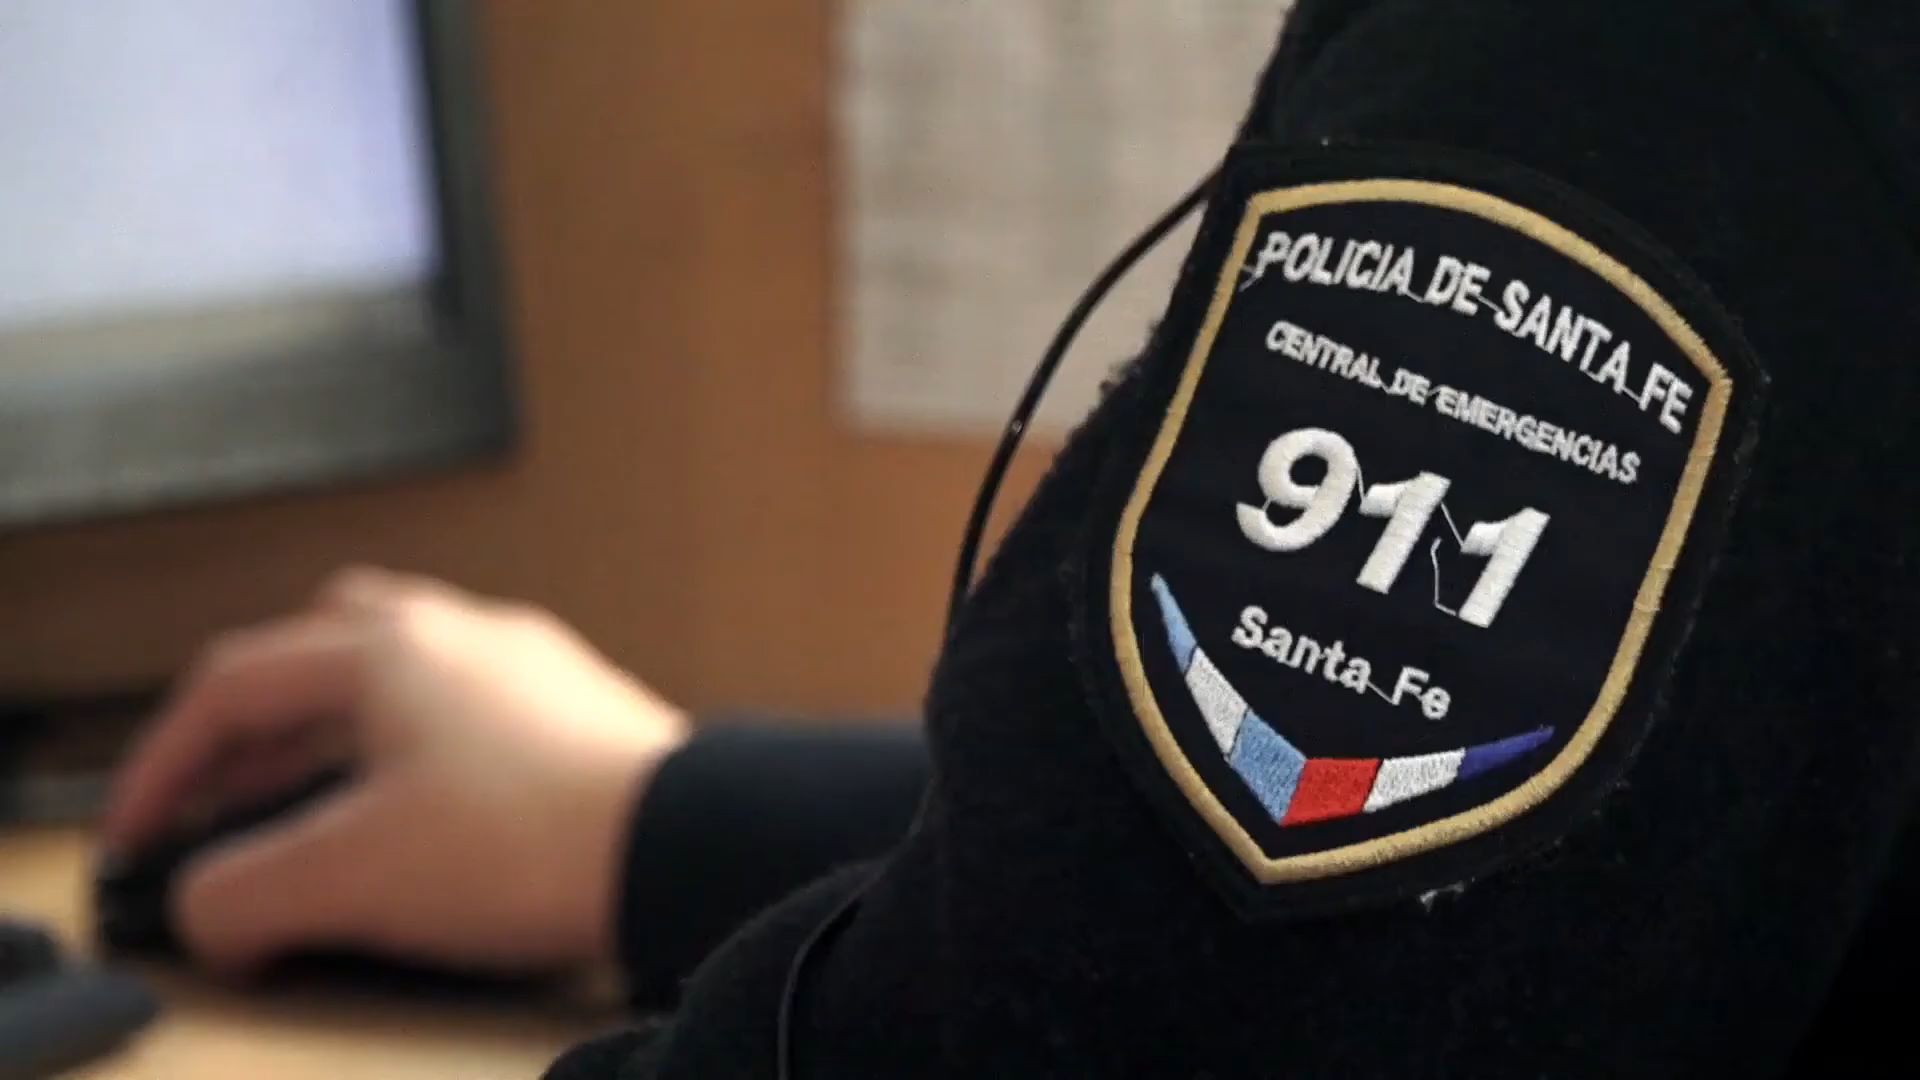 POLICIA DE SANTA FE
CENTRAL DE EMERGENCIAS
911
Santa Fe